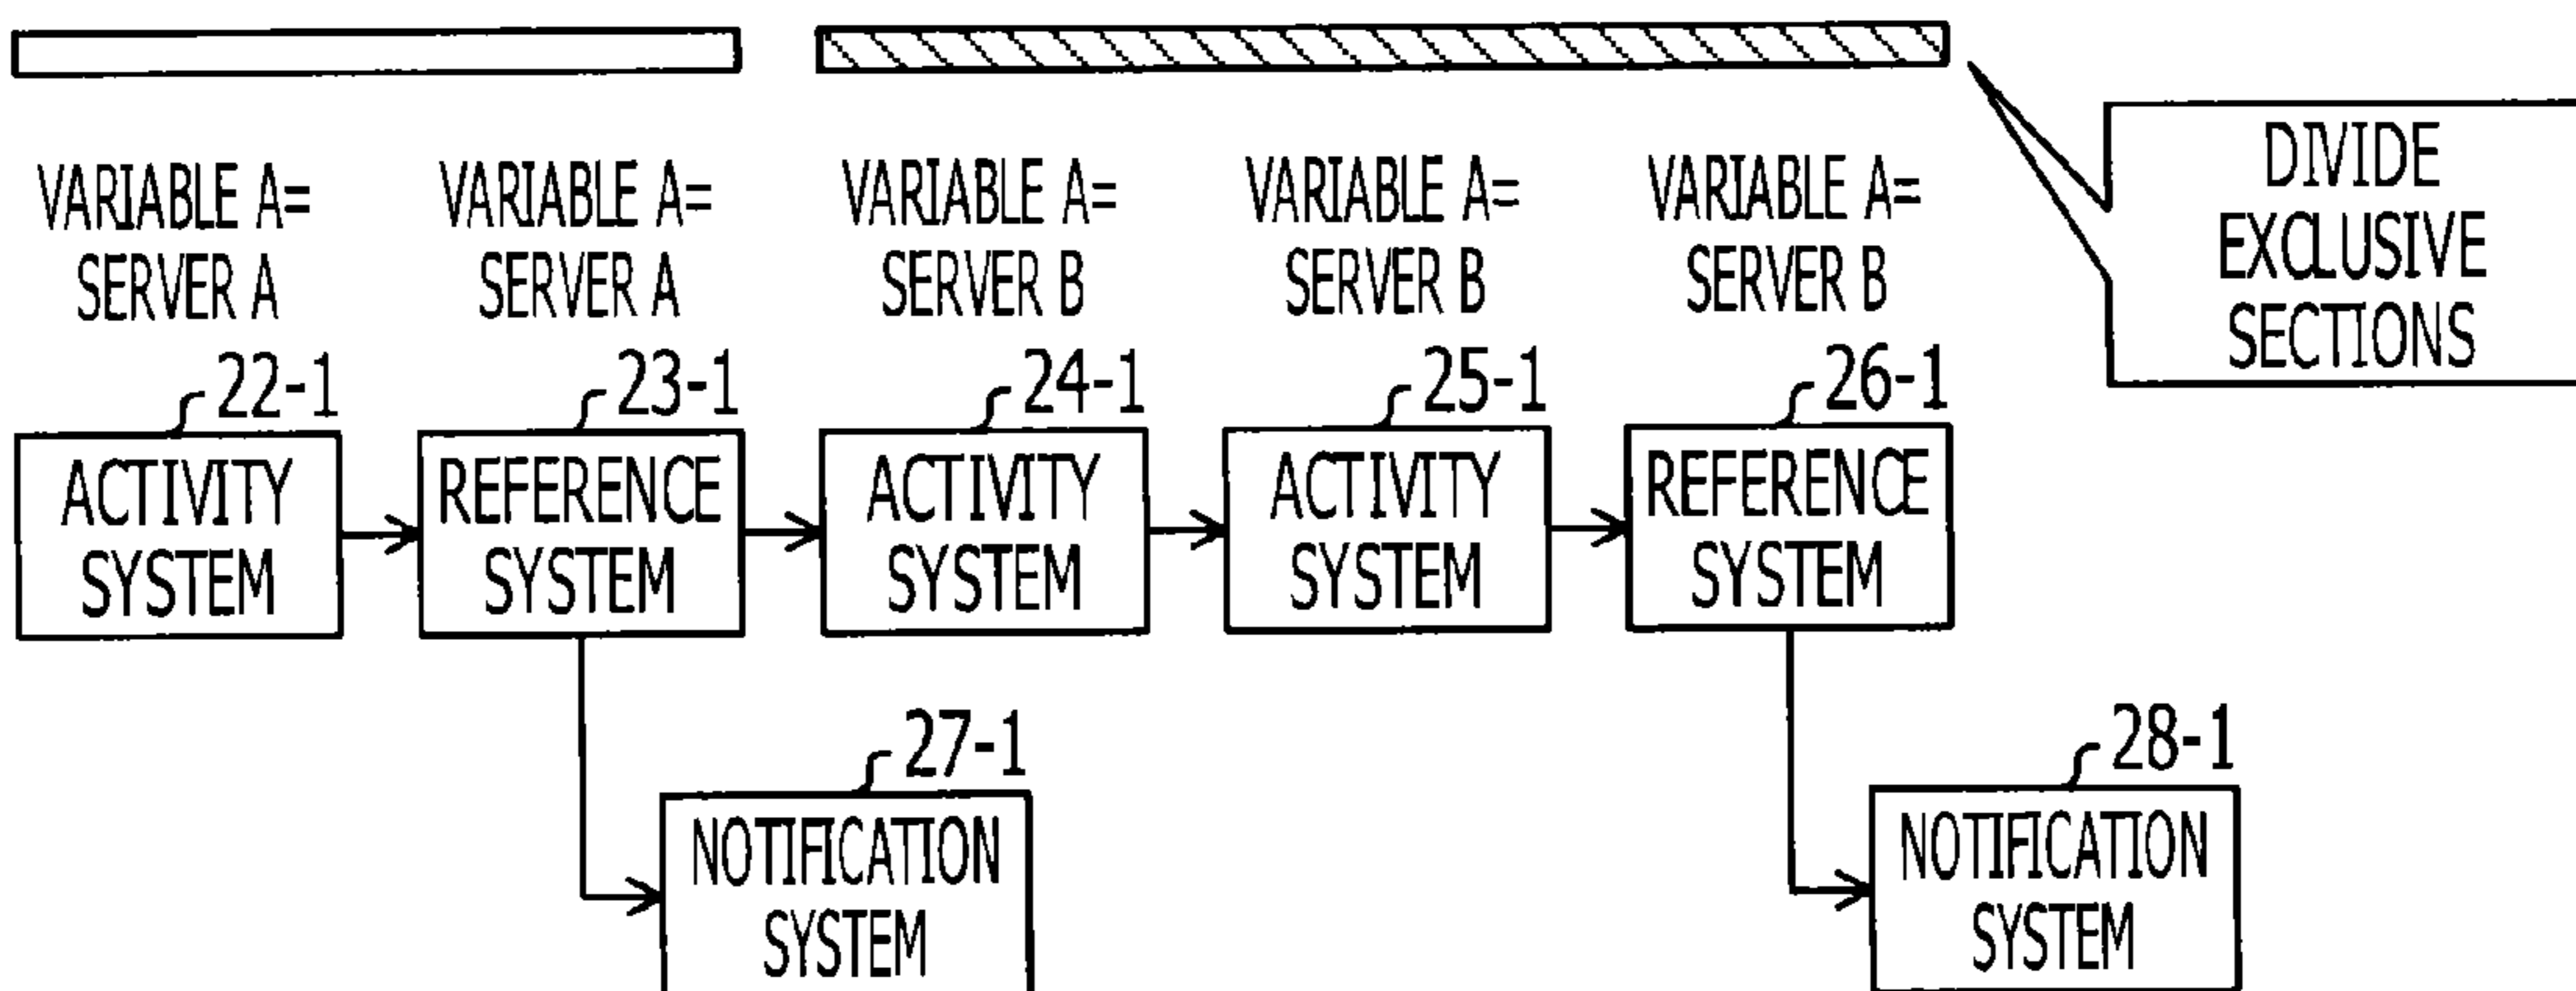 VARIABLE A=
SERVER A
VARIABLE A=
SERVER A
VARIABLE A=
SERVER B
VARIABLE A=
SERVER B
VARIABLE A=
SERVER B
DIVIDE
EXCLUSIVE
SECTIONS
22-1
23-1
24-1
25-1
26-1
ACTIVITY
SYSTEM
REFERENCE
SYSTEM
ACTIVITY
SYSTEM
ACTIVITY
SYSTEM
REFERENCE
SYSTEM
27-1
28-1
NOTIFICATION
SYSTEM
NOTIFICATION
SYSTEM